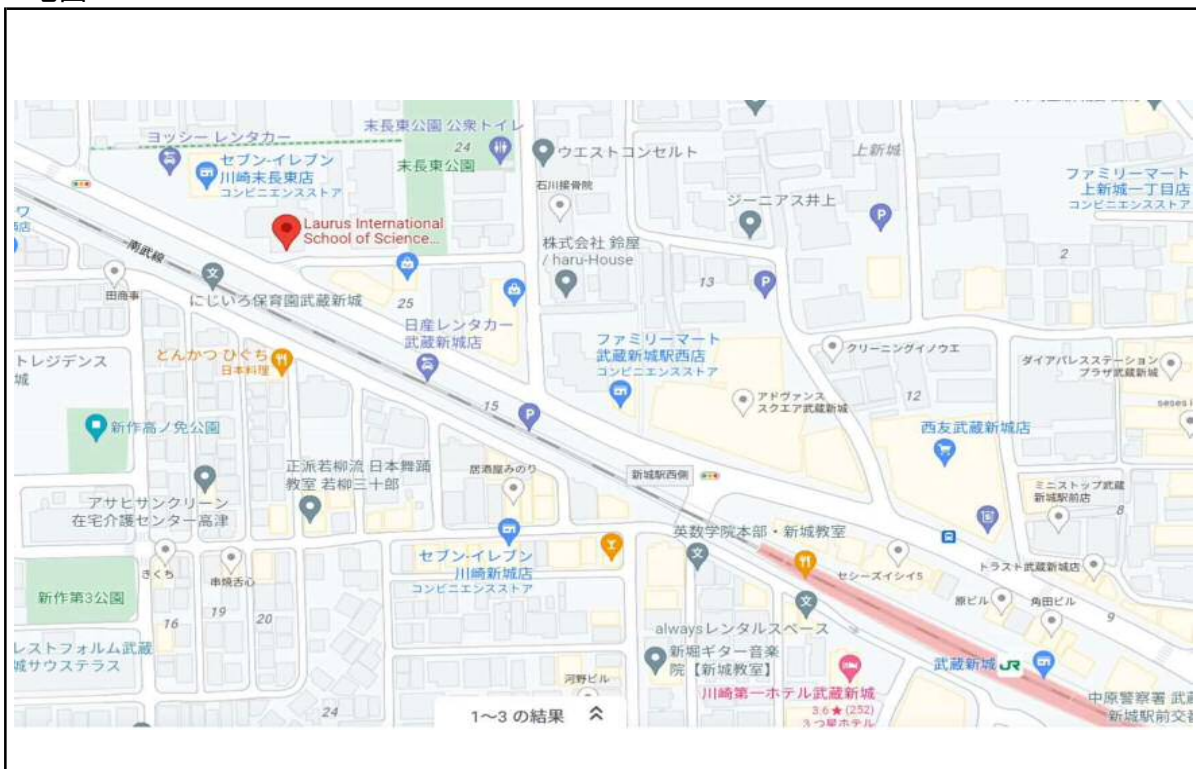 ヨッシー レンタカー
末長東公園 公衆トイレ
24
セブン-イレブン
川崎末長東店
コンビニエンスストア
末長東公園
ウエストコンセルト
上新城
ファミリーマート
上新城一丁目店
コンビニエンスストア
石川接骨院
ジーニアス井上
Laurus International
School of Science...
株式会社 鈴屋
/ haru-House
南武線
P
2
13
田商事
にじいろ保育園武蔵新城
25
日産レンタカー
武蔵新城店
P
ファミリーマート
武蔵新城駅西店
コンビニエンスストア
クリーニングイノウエ
トレジデンス
城
とんかつ ひぐち
日本料理
ダイアパレスステーション
プラザ武蔵新城
15
P
アドヴァンス
スクエア武蔵新城
12
seses i
新作高ノ免公園
西友武蔵新城店
正派若柳流 日本舞踊
教室 若柳三十郎
居酒屋みのり
新城駅西側
ミニストップ武蔵
新城駅前店
8
アサヒサンクリーン
在宅介護センター高津
英数学院本部・新城教室
きくち
串焼舌心
セブン-イレブン
川崎新城店
コンビニエンスストア
セシーズイシイ5
トラスト武蔵新城店
新作第3公園
19
20
16
原ビル
角田ビル
9
alwaysレンタルスペース
レストフォルム武蔵
城サウステラス
新堀ギター音楽
院【新城教室】
武蔵新城 JR
河野ビル
川崎第一ホテル武蔵新城
3.6★(252)
3つ星ホテル
中原警察署 武蔵
新城駅前交番
24
1~3 の結果